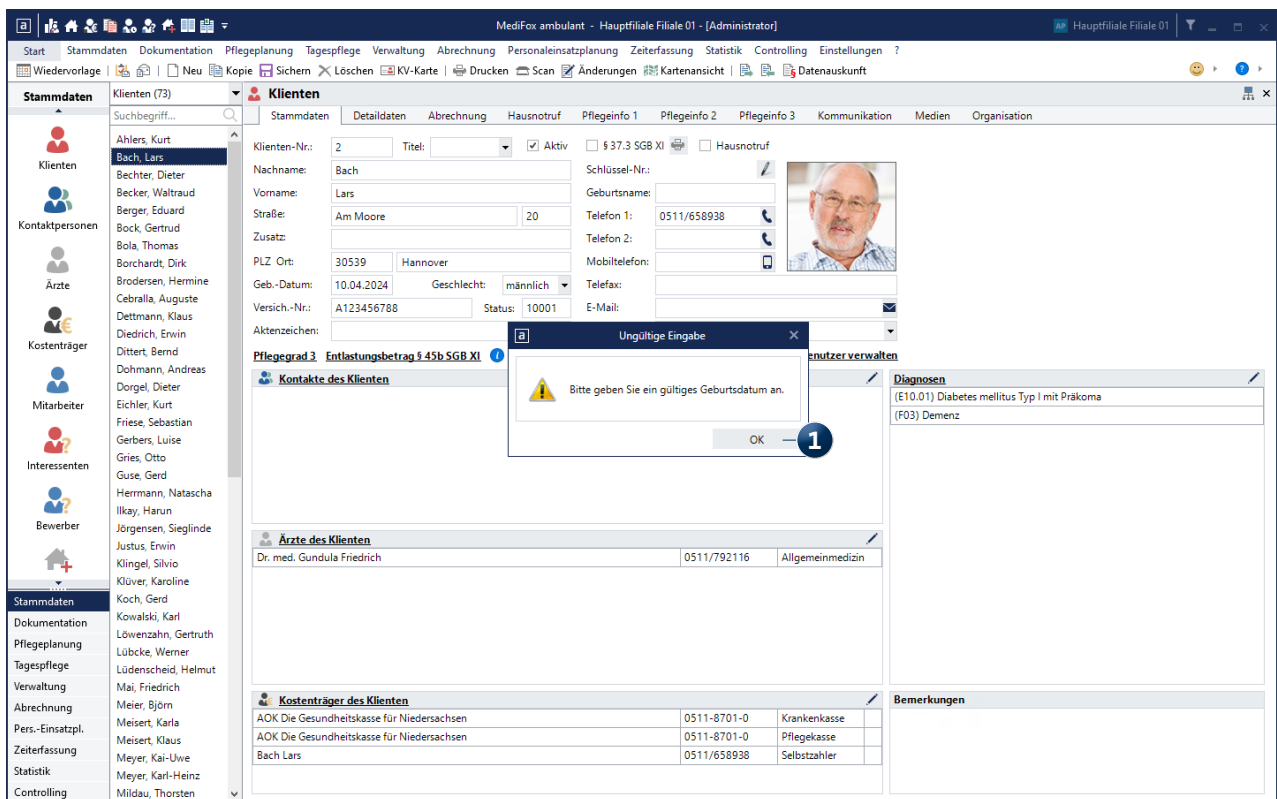 a MediFox ambulant - Hauptfiliale Filiale 01 - [Administrator] AP Hauptfiliale Filiale 01
Start Stammdaten Dokumentation Pflegeplanung Tagespflege Verwaltung Abrechnung Personaleinsatzplanung Zeiterfassung Statistik Controlling Einstellungen ?
Wiedervorlage Neu Kopie Sichern Löschen KV-Karte Drucken Scan Änderungen Kartenansicht Datenauskunft
Stammdaten
Klienten
Kontaktpersonen
Ärzte
Kostenträger
Mitarbeiter
Interessenten
Bewerber
Stammdaten
Dokumentation
Pflegeplanung
Tagespflege
Verwaltung
Abrechnung
Pers.-Einsatzpl.
Zeiterfassung
Statistik
Controlling
Klienten (73)
Suchbegriff...
Ahlers, Kurt
Bach, Lars
Bechter, Dieter
Becker, Waltraud
Berger, Eduard
Bock, Gertrud
Bola, Thomas
Borchardt, Dirk
Brodersen, Hermine
Cebralla, Auguste
Dettmann, Klaus
Diedrich, Erwin
Dittert, Bernd
Dohmann, Andreas
Dorgel, Dieter
Eichler, Kurt
Friese, Sebastian
Gerbers, Luise
Gries, Otto
Guse, Gerd
Herrmann, Natascha
Ilkay, Harun
Jörgensen, Sieglinde
Justus, Erwin
Klingel, Silvio
Klüver, Karoline
Koch, Gerd
Kowalski, Karl
Löwenzahn, Gertruth
Lübcke, Werner
Lüdenscheid, Helmut
Mai, Friedrich
Meier, Björn
Meisert, Karla
Meisert, Klaus
Meyer, Kai-Uwe
Meyer, Karl-Heinz
Mildau, Thorsten
Klienten
Stammdaten Detaildaten Abrechnung Hausnotruf Pflegeinfo 1 Pflegeinfo 2 Pflegeinfo 3 Kommunikation Medien Organisation
Klienten-Nr.: 2 Titel: Aktiv § 37.3 SGB XI Hausnotruf
Nachname: Bach Schlüssel-Nr.:
Vorname: Lars Geburtsname:
Straße: Am Moore 20 Telefon 1: 0511/658938
Zusatz: Telefon 2:
PLZ Ort: 30539 Hannover Mobiltelefon:
Geb.-Datum: 10.04.2024 Geschlecht: männlich Telefax:
Versich.-Nr.: A123456788 Status: 10001 E-Mail:
Aktenzeichen:
Pflegegrad 3 Entlastungsbetrag § 45b SGB XI i enutzer verwalten
a Ungültige Eingabe
Bitte geben Sie ein gültiges Geburtsdatum an.
OK 1
Kontakte des Klienten
Diagnosen
(E10.01) Diabetes mellitus Typ I mit Präkoma
(F03) Demenz
Ärzte des Klienten
Dr. med. Gundula Friedrich 0511/792116 Allgemeinmedizin
Kostenträger des Klienten
AOK Die Gesundheitskasse für Niedersachsen 0511-8701-0 Krankenkasse
AOK Die Gesundheitskasse für Niedersachsen 0511-8701-0 Pflegekasse
Bach Lars 0511/658938 Selbstzahler
Bemerkungen